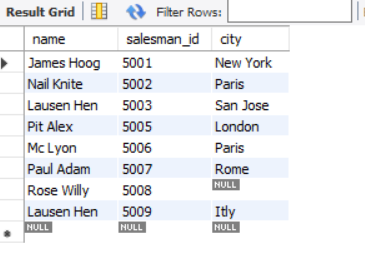 Result Grid Filter Rows:
name salesman_id city
James Hoog 5001 New York
Nail Knite 5002 Paris
Lausen Hen 5003 San Jose
Pit Alex 5005 London
Mc Lyon 5006 Paris
Paul Adam 5007 Rome
Rose Willy 5008 NULL
Lausen Hen 5009 Itly
NULL NULL NULL